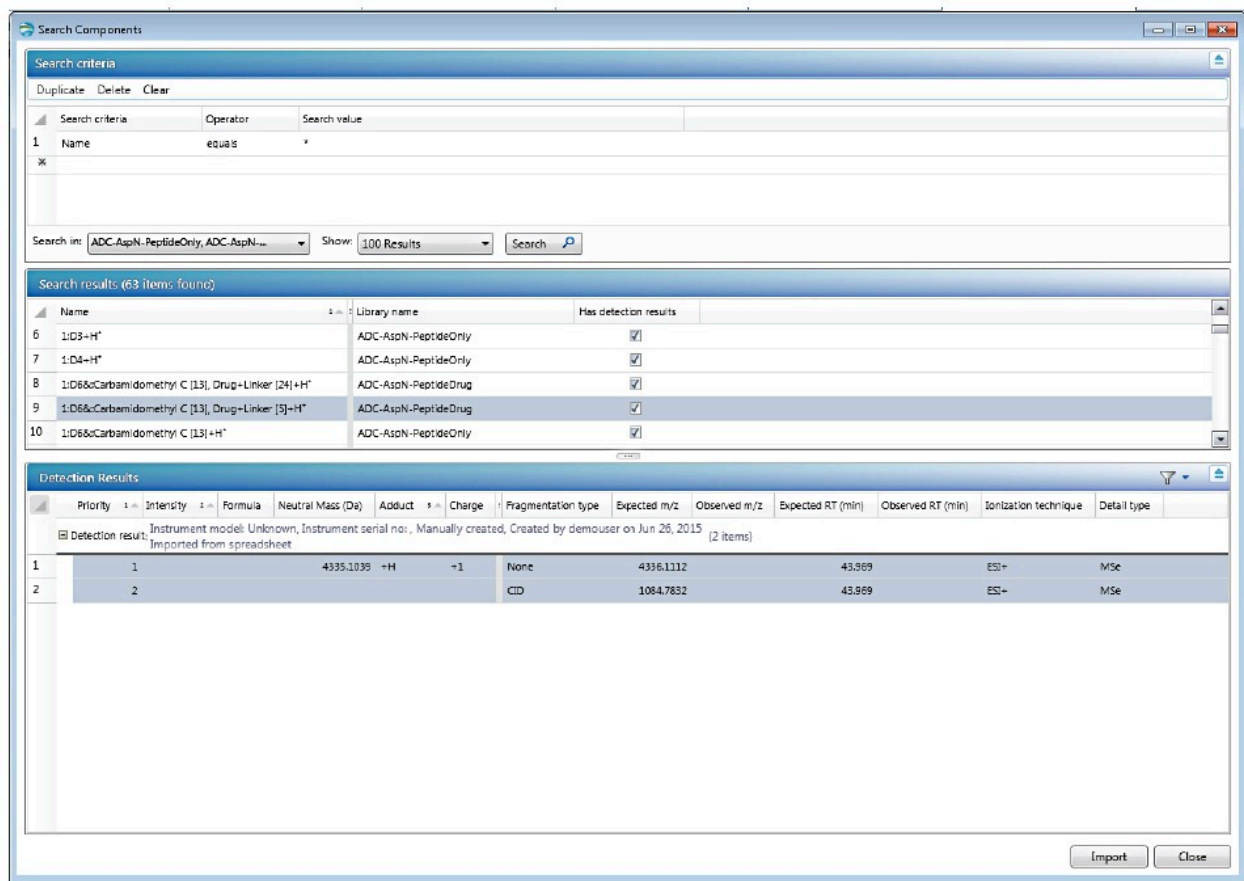 Search Components
Search criteria
Duplicate Delete Clear
Search criteria Operator Search value
1 Name equals *
Search in: ADC-AspN-PeptideOnly, ADC-AspN-... Show: 100 Results Search
Search results (63 items found)
Name 1 Library name Has detection results
6 1:D3+H⁺ ADC-AspN-PeptideOnly
7 1:D4+H⁺ ADC-AspN-PeptideOnly
8 1:D6&:Carbamidomethyl C [13], Drug+Linker [24]+H⁺ ADC-AspN-PeptideDrug
9 1:D6&:Carbamidomethyl C [13], Drug+Linker [5]+H⁺ ADC-AspN-PeptideDrug
10 1:D6&:Carbamidomethyl C [13]+H⁺ ADC-AspN-PeptideOnly
Detection Results
Priority 1 Intensity 2 Formula Neutral Mass (Da) Adduct 5 Charge Fragmentation type Expected m/z Observed m/z Expected RT (min) Observed RT (min) Ionization technique Detail type
Detection result: Instrument model: Unknown, Instrument serial no: , Manually created, Created by demouser on Jun 26, 2015 (2 items)
Imported from spreadsheet
1 1 4335.1039 +H +1 None 4336.1112 43.969 ESI+ MSe
2 2 CID 1084.7832 43.969 ESI+ MSe
Import Close